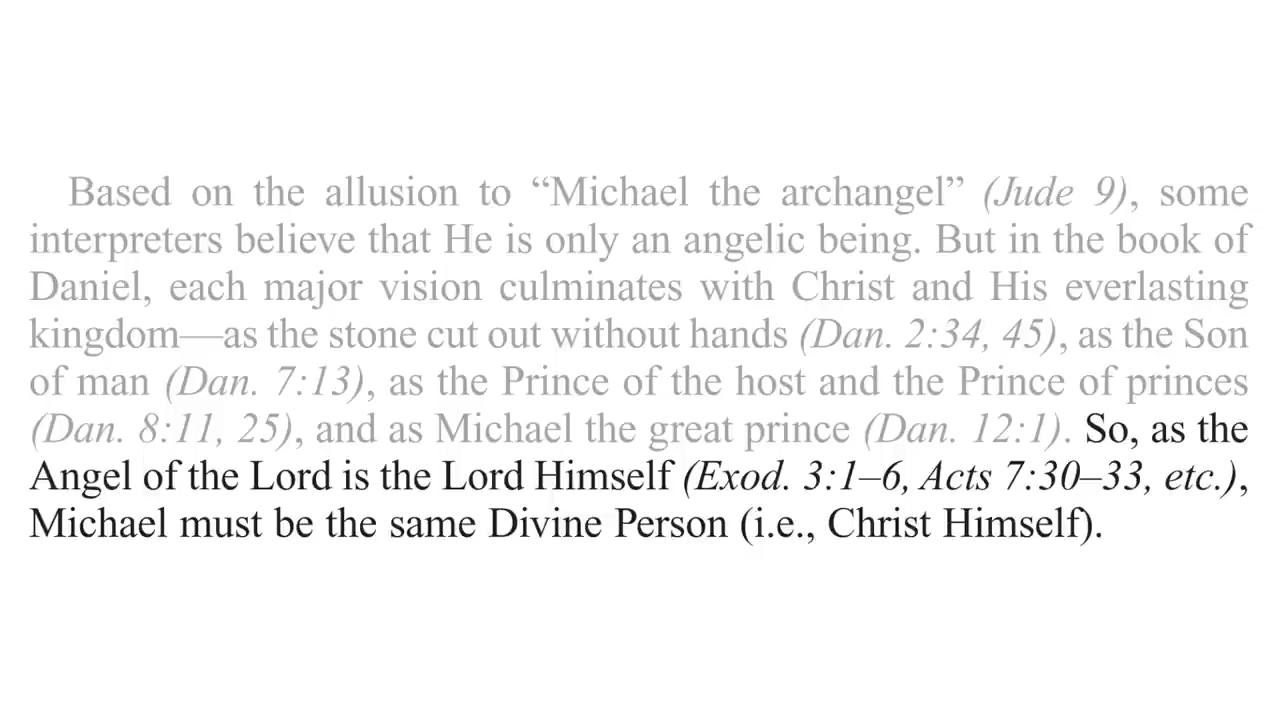 Based on the allusion to “Michael the archangel” (Jude 9), some
interpreters believe that He is only an angelic being. But in the book of
Daniel, each major vision culminates with Christ and His everlasting
kingdom—as the stone cut out without hands (Dan. 2:34, 45), as the Son
of man (Dan. 7:13), as the Prince of the host and the Prince of princes
(Dan. 8:11, 25), and as Michael the great prince (Dan. 12:1). So, as the
Angel of the Lord is the Lord Himself (Exod. 3:1–6, Acts 7:30–33, etc.),
Michael must be the same Divine Person (i.e., Christ Himself).